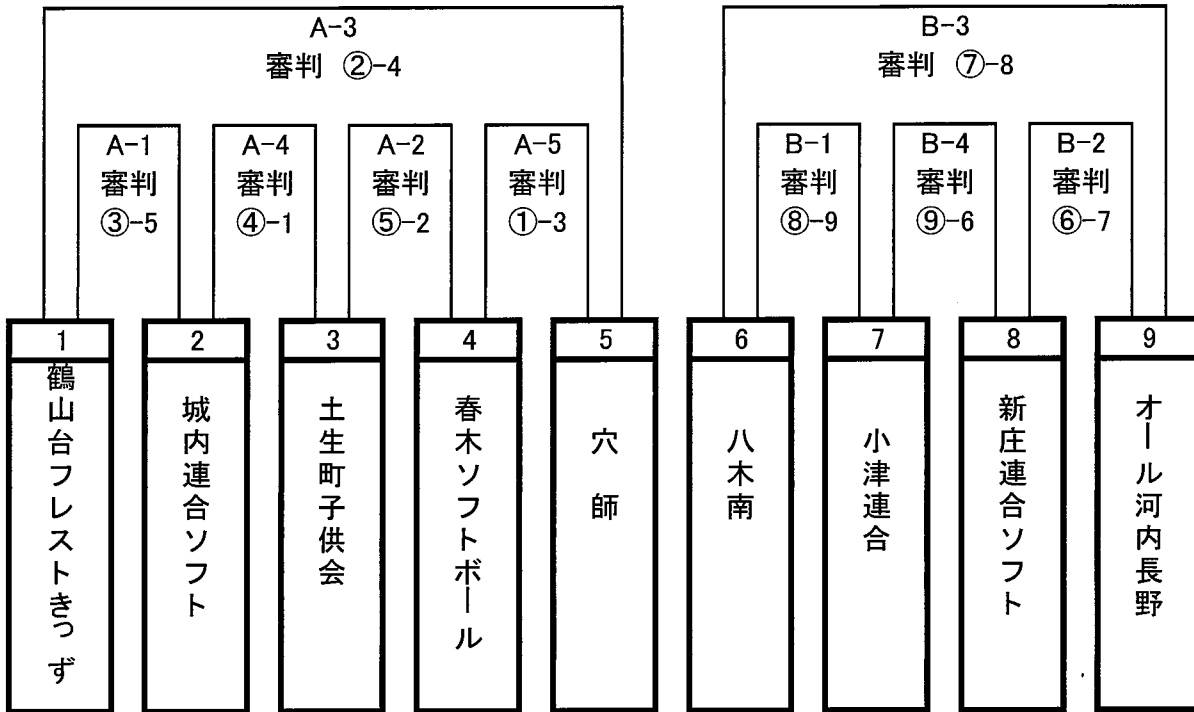 A-3
審判 ②-4
B-3
審判 ⑦-8
A-1
審判
③-5
A-4
審判
④-1
A-2
審判
⑤-2
A-5
審判
①-3
B-1
審判
⑧-9
B-4
審判
⑨-6
B-2
審判
⑥-7
1
鶴山台フレストきっず
2
城内連合ソフト
3
土生町子供会
4
春木ソフトボール
5
穴師
6
八木南
7
小津連合
8
新庄連合ソフト
9
オール河内長野